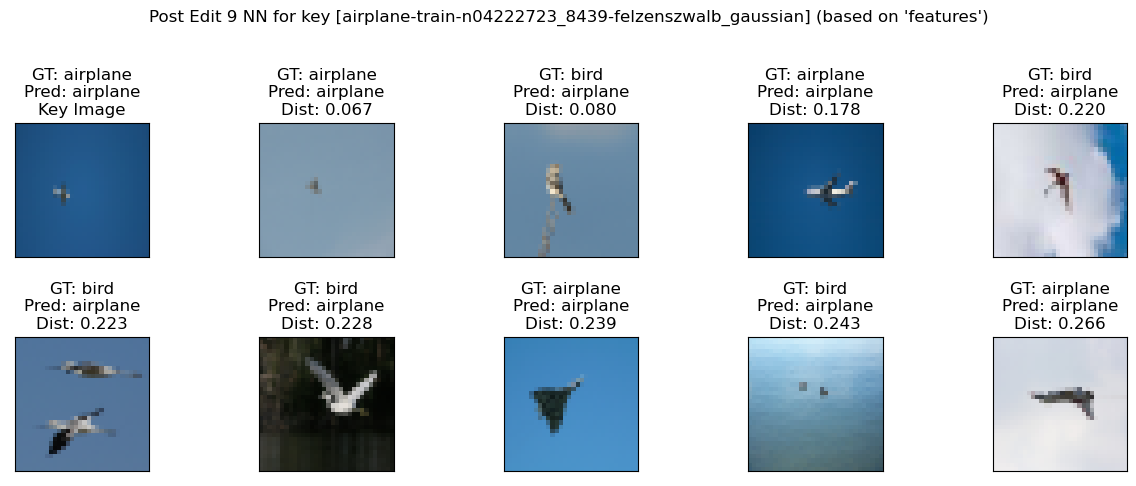 Post Edit 9 NN for key [airplane-train-n04222723_8439-felzenszwalb_gaussian] (based on 'features')
GT: airplane
Pred: airplane
Key Image
GT: airplane
Pred: airplane
Dist: 0.067
GT: bird
Pred: airplane
Dist: 0.080
GT: airplane
Pred: airplane
Dist: 0.178
GT: bird
Pred: airplane
Dist: 0.220
GT: bird
Pred: airplane
Dist: 0.223
GT: bird
Pred: airplane
Dist: 0.228
GT: airplane
Pred: airplane
Dist: 0.239
GT: bird
Pred: airplane
Dist: 0.243
GT: airplane
Pred: airplane
Dist: 0.266